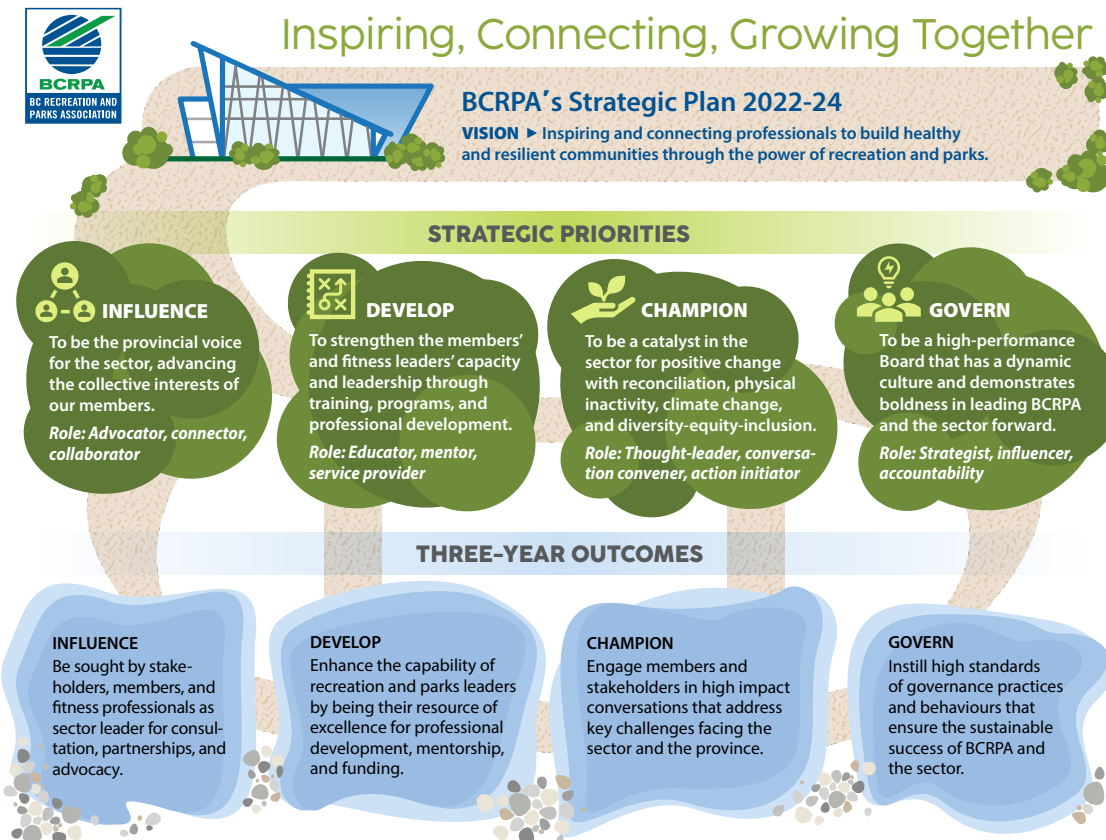 Inspiring, Connecting, Growing Together
BCRPA
BC RECREATION AND
PARKS ASSOCIATION
BCRPA’s Strategic Plan 2022-24
VISION ► Inspiring and connecting professionals to build healthy
and resilient communities through the power of recreation and parks.
STRATEGIC PRIORITIES
INFLUENCE
To be the provincial voice
for the sector, advancing
the collective interests of
our members.
Role: Advocator, connector,
collaborator
DEVELOP
To strengthen the members’
and fitness leaders’ capacity
and leadership through
training, programs, and
professional development.
Role: Educator, mentor,
service provider
CHAMPION
To be a catalyst in the
sector for positive change
with reconciliation, physical
inactivity, climate change,
and diversity-equity-inclusion.
Role: Thought-leader, conversa-
tion convener, action initiator
GOVERN
To be a high-performance
Board that has a dynamic
culture and demonstrates
boldness in leading BCRPA
and the sector forward.
Role: Strategist, influencer,
accountability
THREE-YEAR OUTCOMES
INFLUENCE
Be sought by stake-
holders, members, and
fitness professionals as
sector leader for consul-
tation, partnerships, and
advocacy.
DEVELOP
Enhance the capability of
recreation and parks leaders
by being their resource of
excellence for professional
development, mentorship,
and funding.
CHAMPION
Engage members and
stakeholders in high impact
conversations that address
key challenges facing the
sector and the province.
GOVERN
Instill high standards
of governance practices
and behaviours that
ensure the sustainable
success of BCRPA and
the sector.